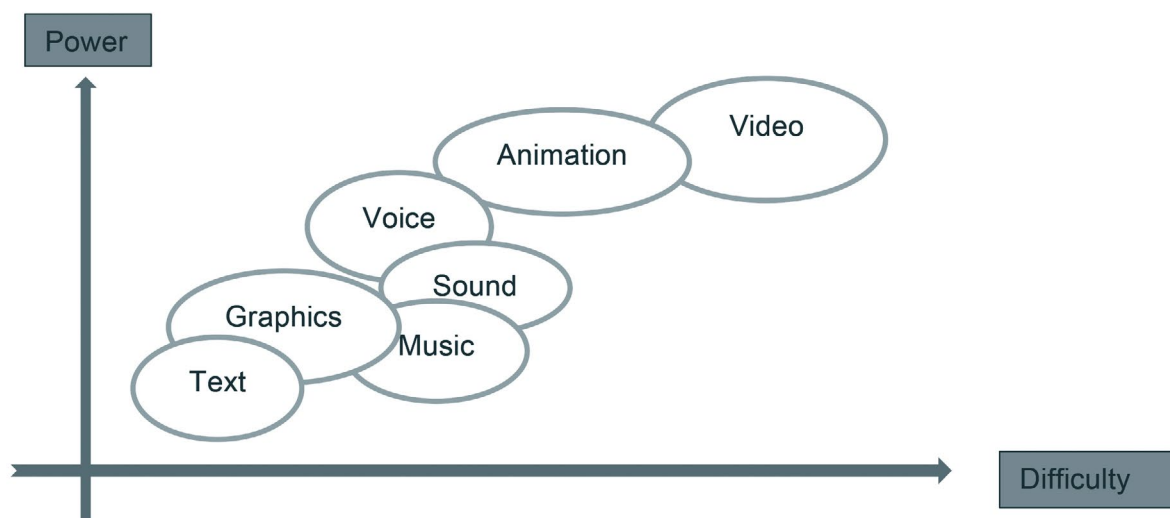 Power
Video
Animation
Voice
Sound
Graphics
Music
Text
Difficulty